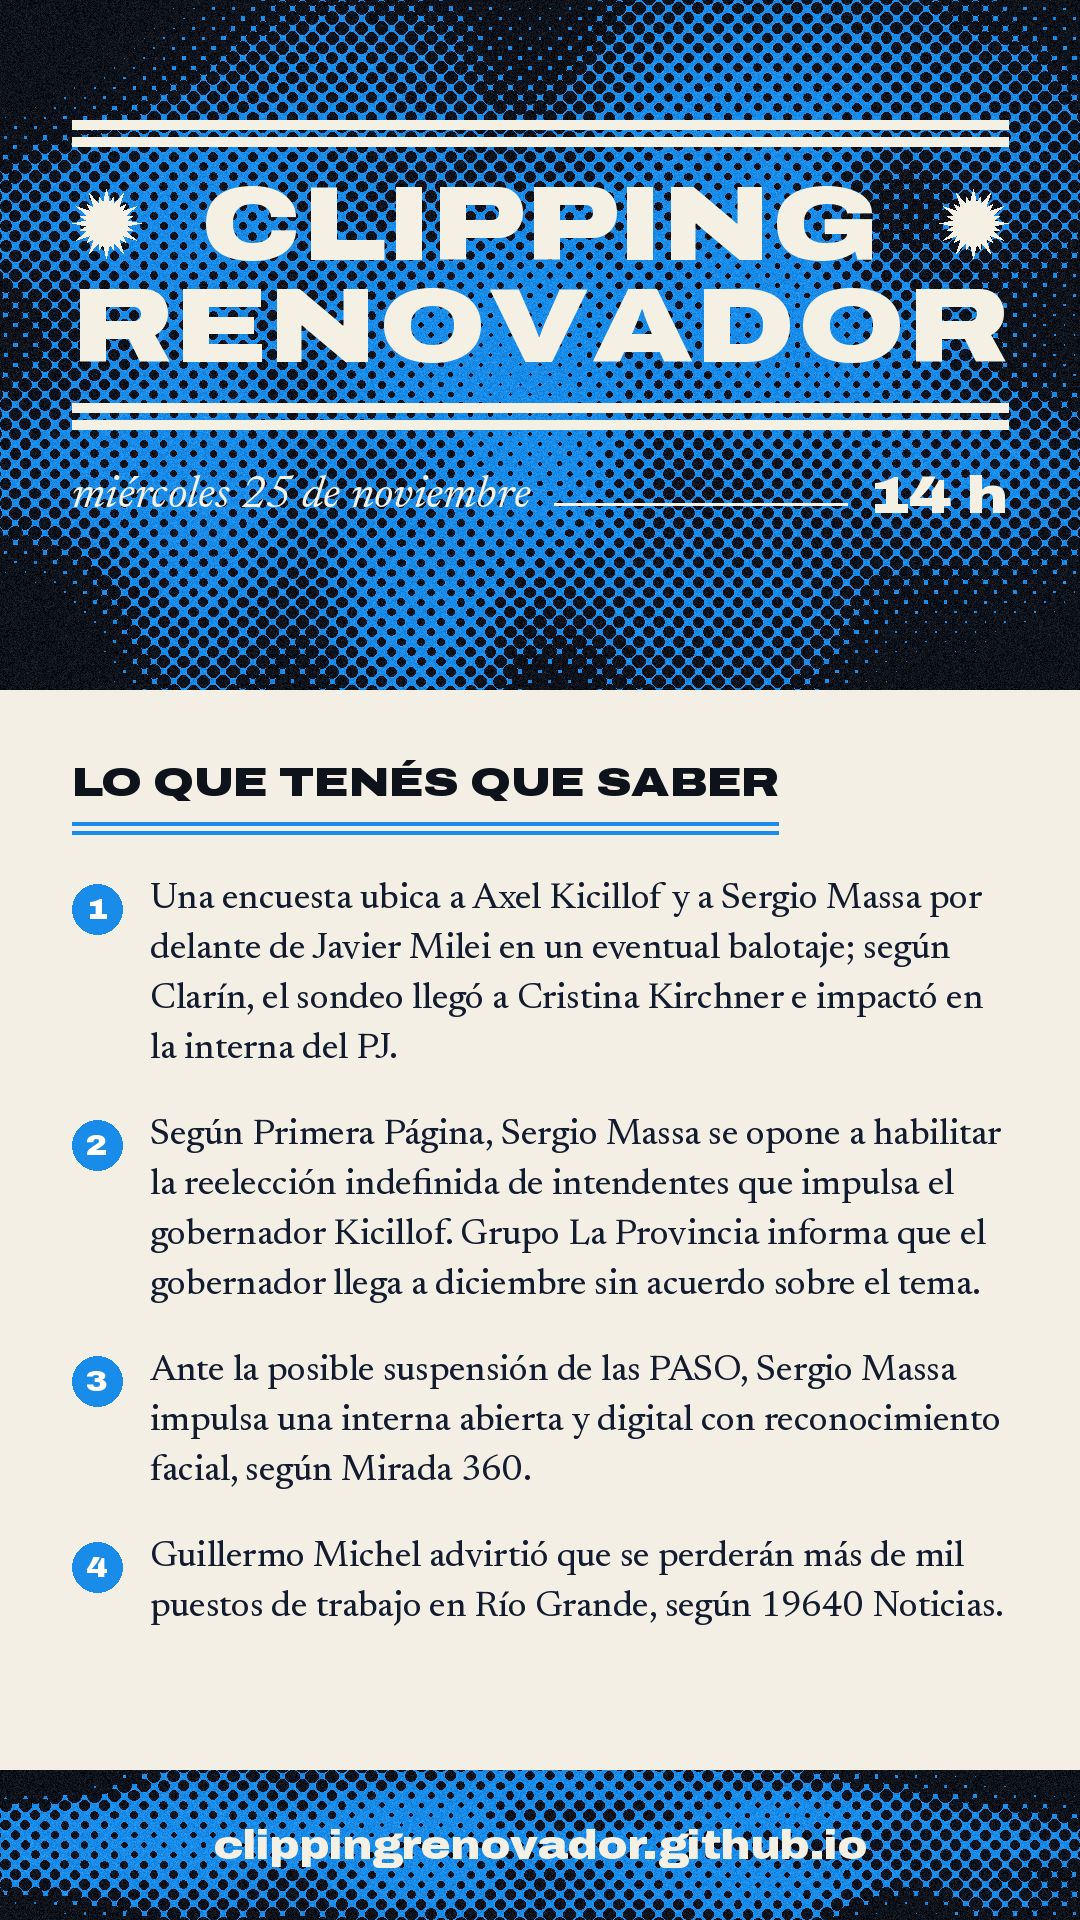 CLIPPING
RENOVADOR
miércoles 25 de noviembre
14 h
LO QUE TENÉS QUE SABER
1
Una encuesta ubica a Axel Kicillof y a Sergio Massa por
delante de Javier Milei en un eventual balotaje; según
Clarín, el sondeo llegó a Cristina Kirchner e impactó en
la interna del PJ.
2
Según Primera Página, Sergio Massa se opone a habilitar
la reelección indefinida de intendentes que impulsa el
gobernador Kicillof. Grupo La Provincia informa que el
gobernador llega a diciembre sin acuerdo sobre el tema.
3
Ante la posible suspensión de las PASO, Sergio Massa
impulsa una interna abierta y digital con reconocimiento
facial, según Mirada 360.
4
Guillermo Michel advirtió que se perderán más de mil
puestos de trabajo en Río Grande, según 19640 Noticias.
clippingrenovador.github.io